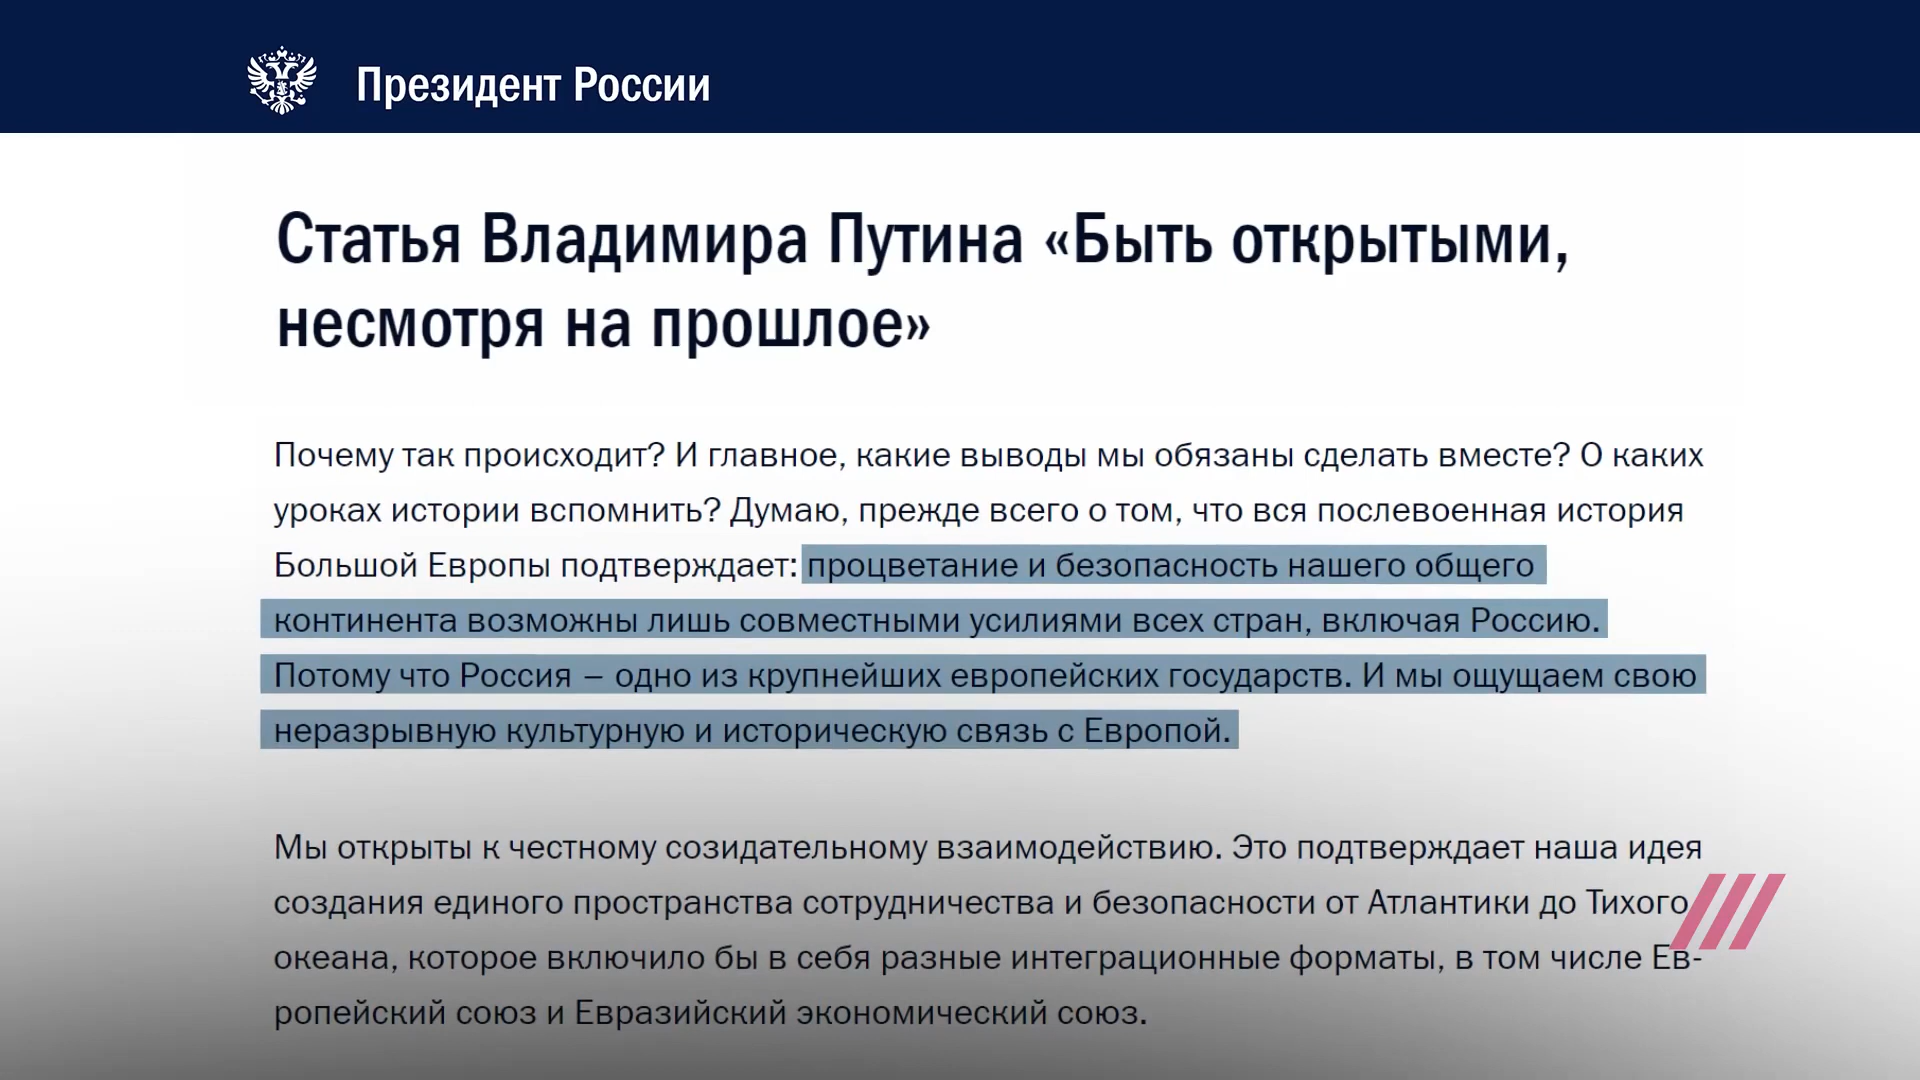 Президент России
Статья Владимира Путина «Быть открытыми,
несмотря на прошлое»
Почему так происходит? И главное, какие выводы мы обязаны сделать вместе? О каких
уроках истории вспомнить? Думаю, прежде всего о том, что вся послевоенная история
Большой Европы подтверждает: процветание и безопасность нашего общего
континента возможны лишь совместными усилиями всех стран, включая Россию.
Потому что Россия – одно из крупнейших европейских государств. И мы ощущаем свою
неразрывную культурную и историческую связь с Европой.
Мы открыты к честному созидательному взаимодействию. Это подтверждает наша идея
создания единого пространства сотрудничества и безопасности от Атлантики до Тихого
океана, которое включило бы в себя разные интеграционные форматы, в том числе Ев-
ропейский союз и Евразийский экономический союз.